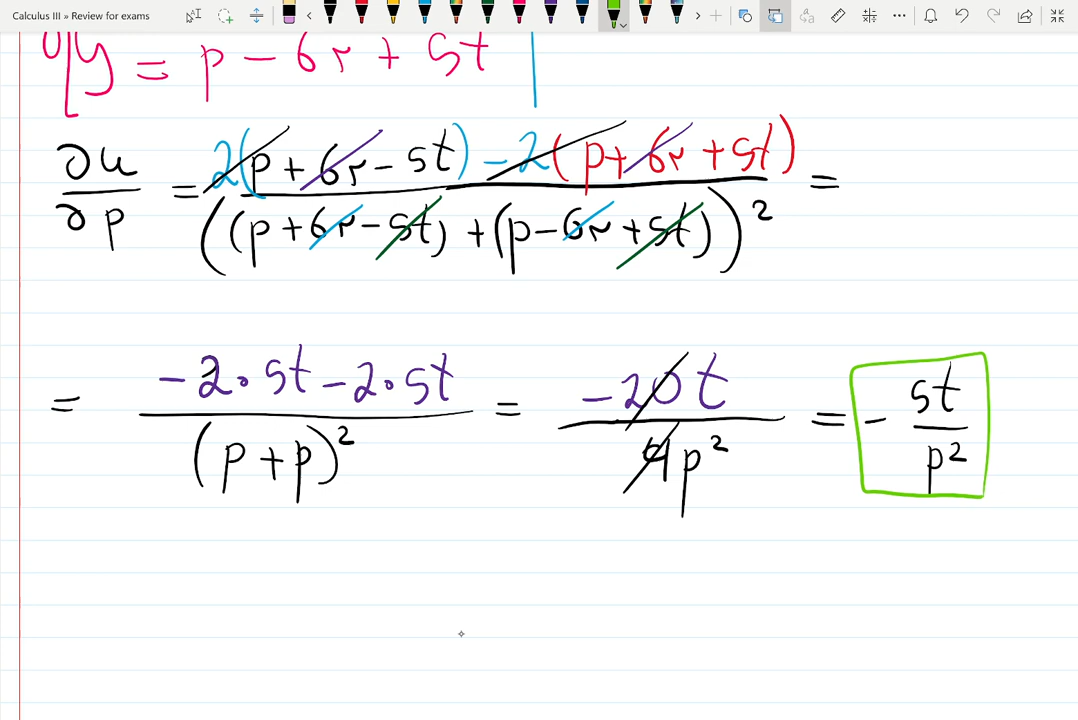 Calculus III » Review for exams
y = p − 6r + 5t
∂u/∂p = (2(p + 6r − 5t) − 2(p + 6r + 5t)) / ((p + 6r − 5t) + (p − 6r + 5t))² =
= (−2·5t − 2·5t) / (p + p)² = −20t / 4p² = − 5t / p²